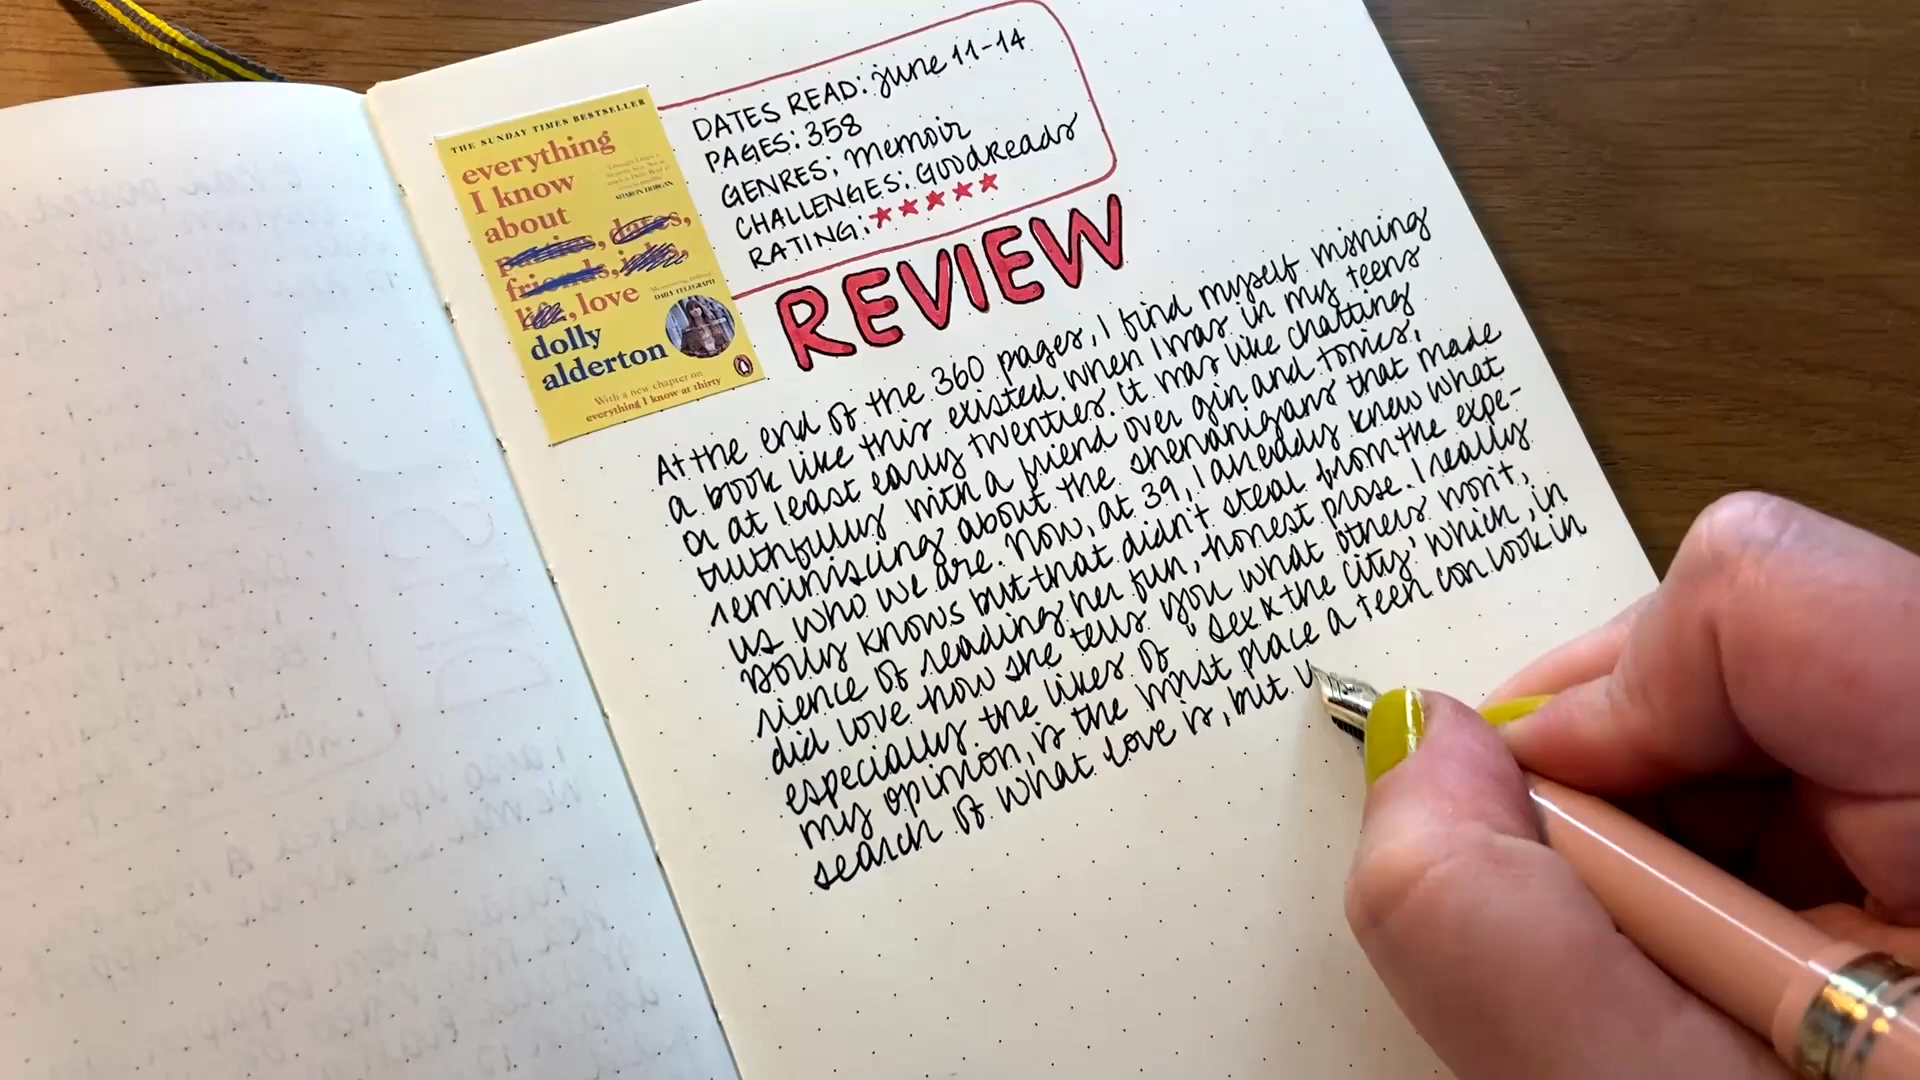 THE SUNDAY TIMES BESTSELLER
everything
I know
about
parties, dates,
friends, jobs,
life, love
SHARON HORGAN
DAILY TELEGRAPH
dolly
alderton
With a new chapter on
everything I know at thirty
DATES READ: june 11-14
PAGES: 358
GENRES: memoir
CHALLENGES: GOODREADS
RATING: ★★★★★
REVIEW
At the end of the 360 pages, I find myself wishing
a book like this existed when I was in my teens
or at least early twenties. It was like chatting
truthfully with a friend over gin and tonics,
reminiscing about the shenanigans that made
us who we are. Now, at 39, I already knew what
Dolly knows but that didn't steal from the expe-
rience of reading her fun, honest prose. I really
did love how she tells you what others won't,
especially the likes of 'Sex & the City' which, in
my opinion, is the worst place a teen can look in
search of what love is, but